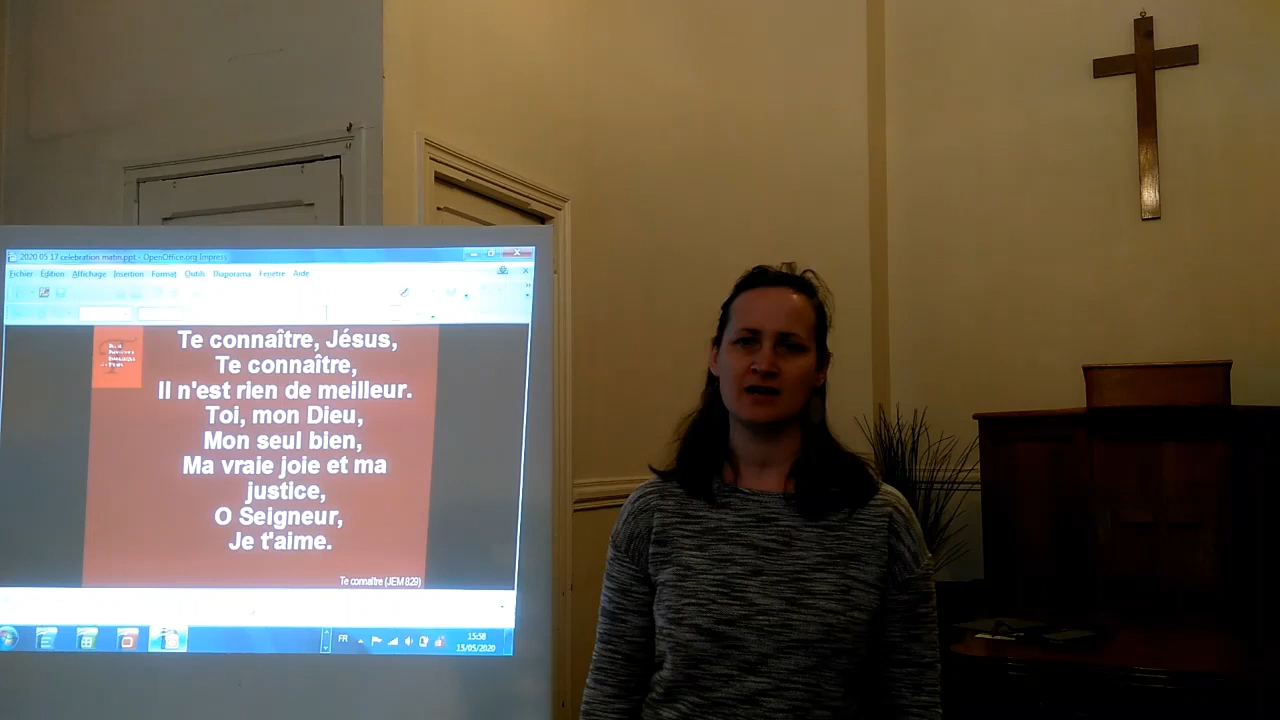 2020 05 17 celebration matin.ppt - OpenOffice.org Impress
Fichier Édition Affichage Insertion Format Outils Diaporama Fenêtre Aide
Te connaître, Jésus,
Te connaître,
Il n'est rien de meilleur.
Toi, mon Dieu,
Mon seul bien,
Ma vraie joie et ma
justice,
O Seigneur,
Je t'aime.
Te connaître (JEM 829)
FR
15:58
15/05/2020